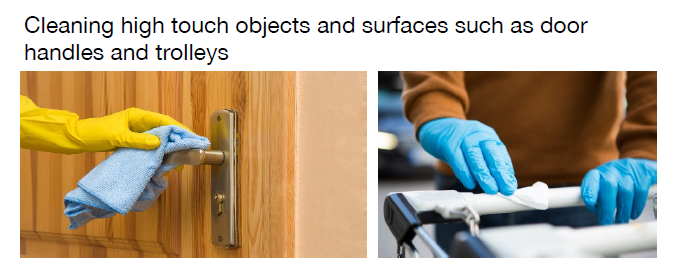 Cleaning high touch objects and surfaces such as door
handles and trolleys